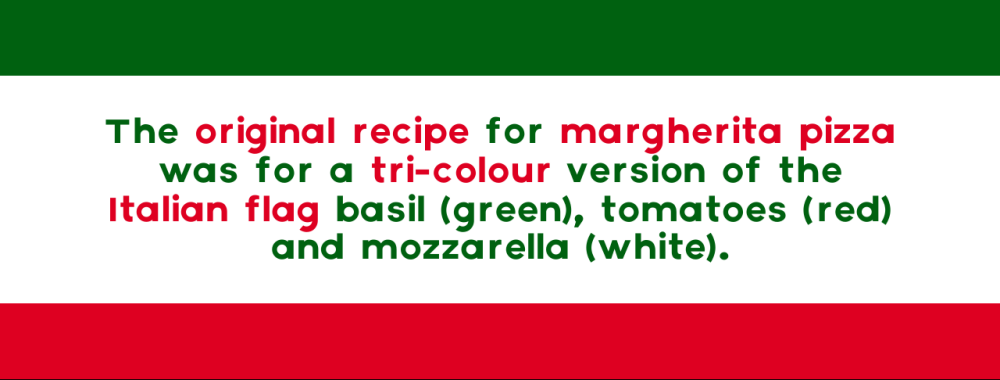 The original recipe for margherita pizza
was for a tri-colour version of the
Italian flag basil (green), tomatoes (red)
and mozzarella (white).